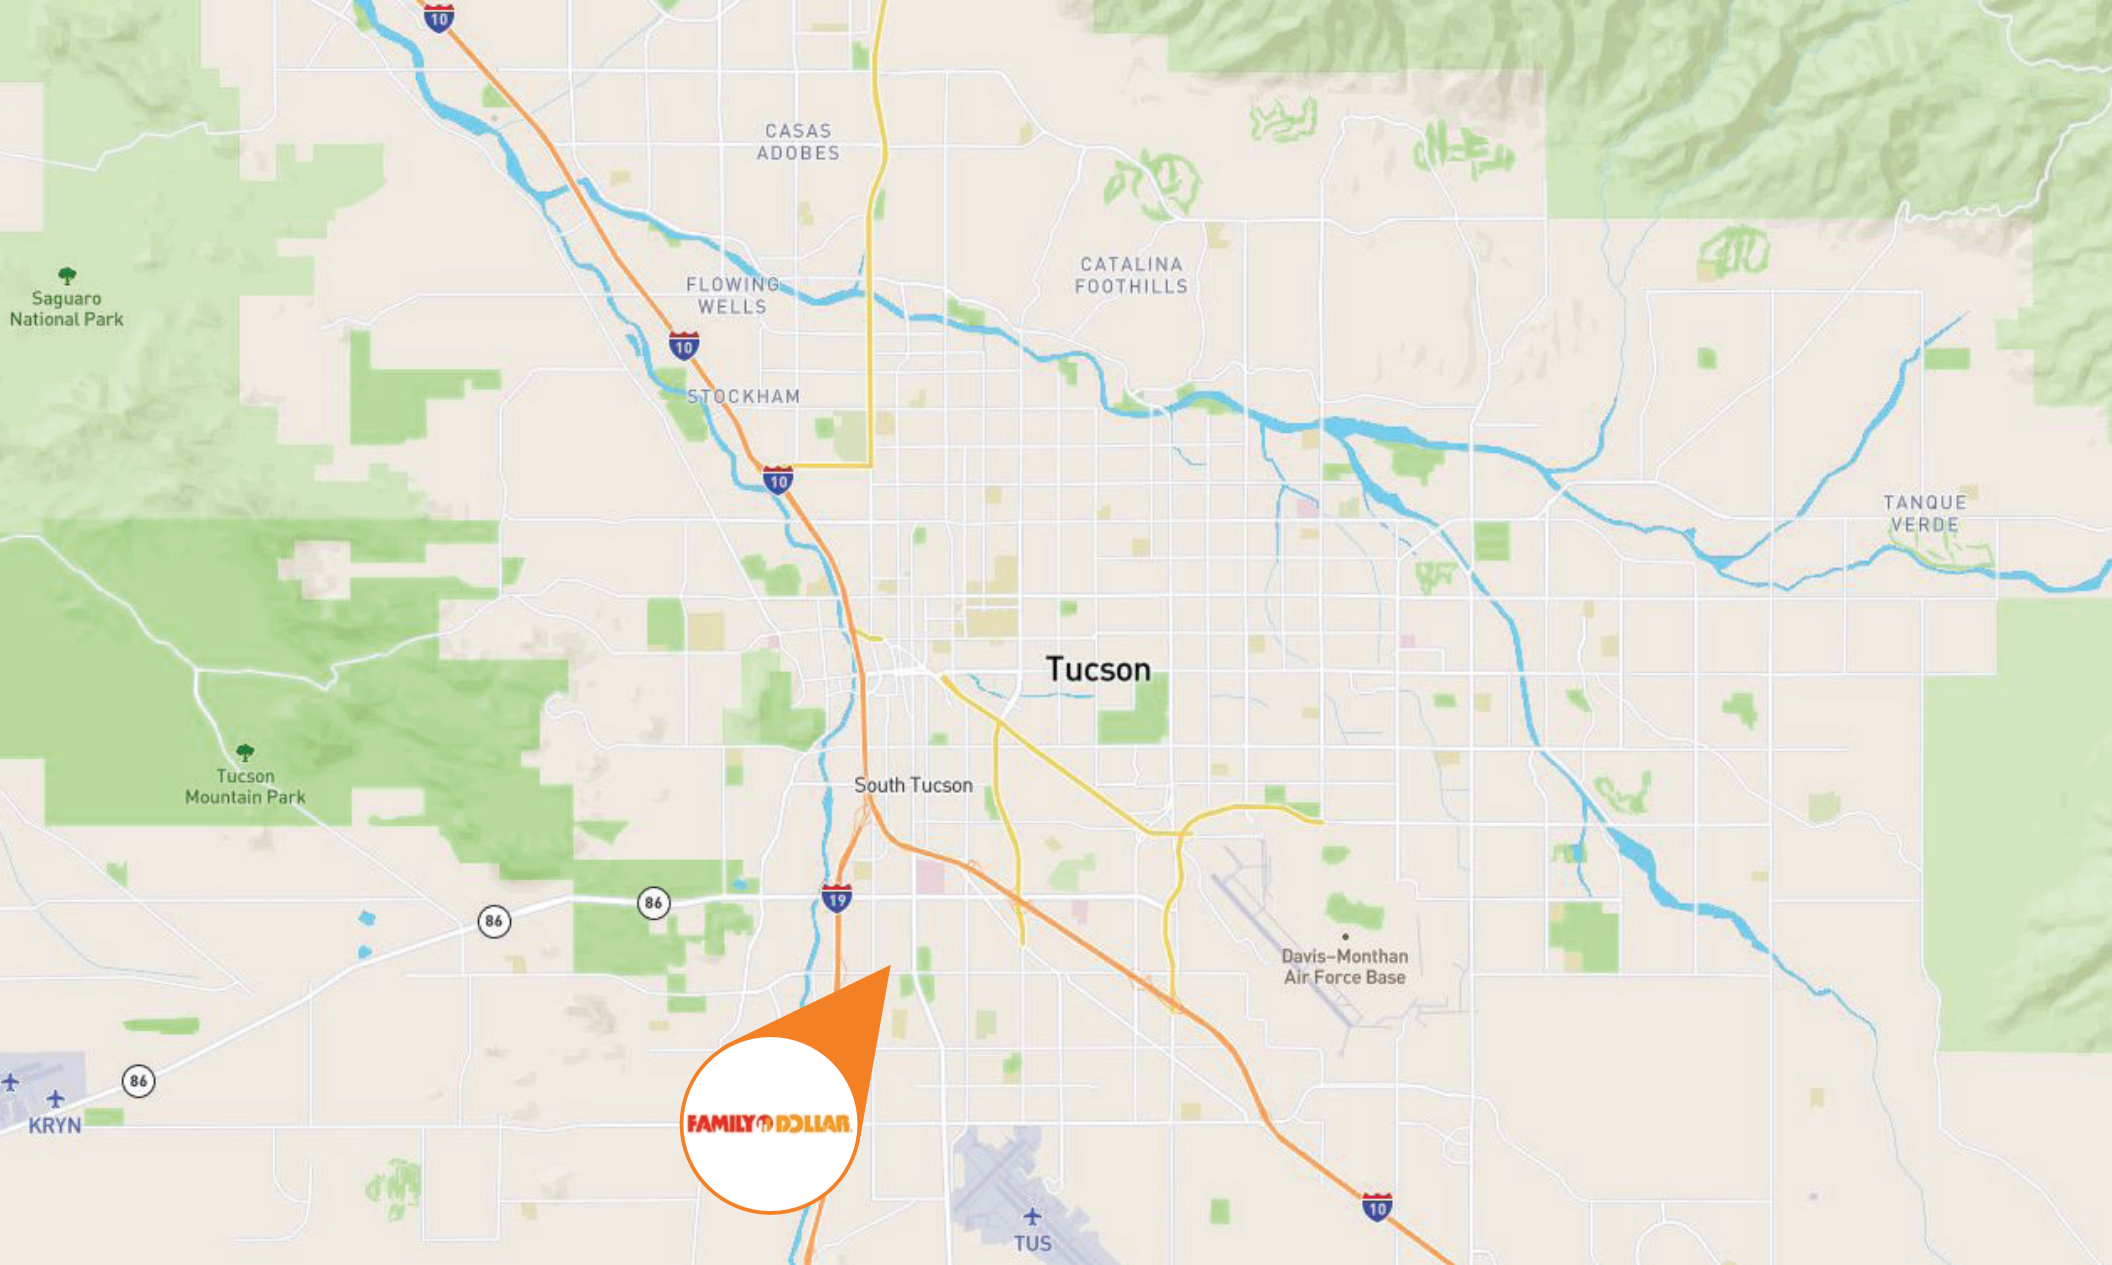 10
CASAS
ADOBES
CATALINA
FOOTHILLS
Saguaro
National Park
FLOWING
WELLS
10
STOCKHAM
10
TANQUE
VERDE
Tucson
Tucson
Mountain Park
South Tucson
86
86
19
Davis-Monthan
Air Force Base
86
KRYN
FAMILY DOLLAR
10
TUS